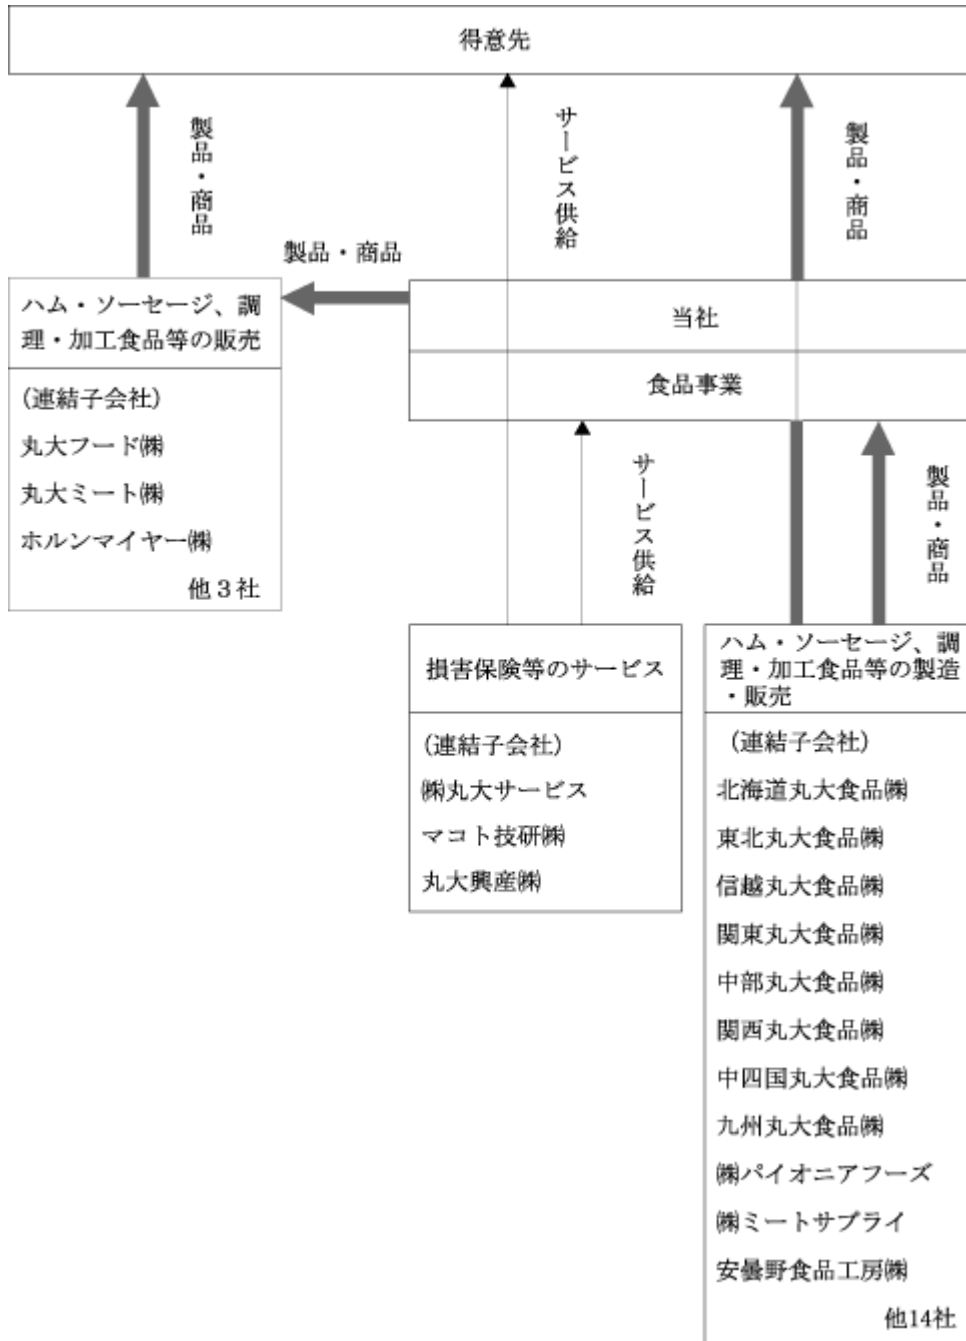 得意先
製品・商品
サービス供給
製品・商品
製品・商品
ハム・ソーセージ、調
理・加工食品等の販売
(連結子会社)
丸大フード㈱
丸大ミート㈱
ホルンマイヤー㈱
他3社
当社
食品事業
サービス供給
製品・商品
損害保険等のサービス
(連結子会社)
㈱丸大サービス
マコト技研㈱
丸大興産㈱
ハム・ソーセージ、調
理・加工食品等の製造
・販売
(連結子会社)
北海道丸大食品㈱
東北丸大食品㈱
信越丸大食品㈱
関東丸大食品㈱
中部丸大食品㈱
関西丸大食品㈱
中四国丸大食品㈱
九州丸大食品㈱
㈱パイオニアフーズ
㈱ミートサプライ
安曇野食品工房㈱
他14社